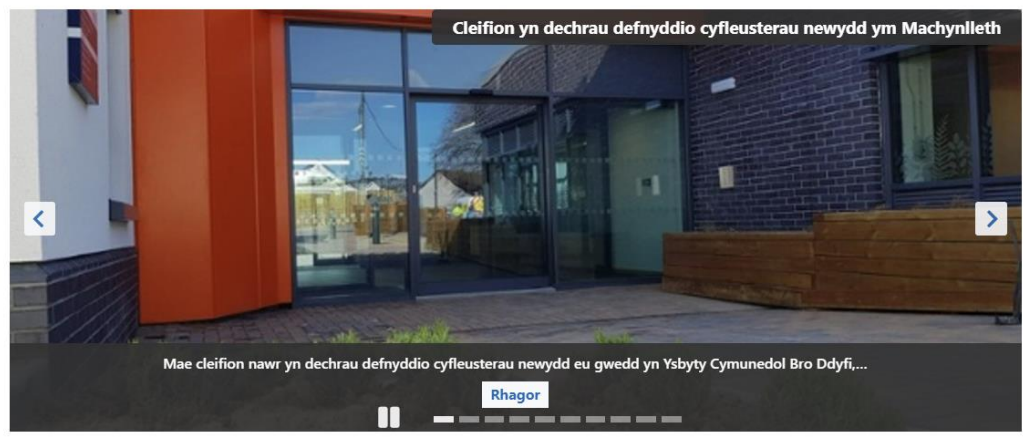 Cleifion yn dechrau defnyddio cyfleusterau newydd ym Machynlleth
Mae cleifion nawr yn dechrau defnyddio cyfleusterau newydd eu gwedd yn Ysbyty Cymunedol Bro Ddyfi,...
Rhagor